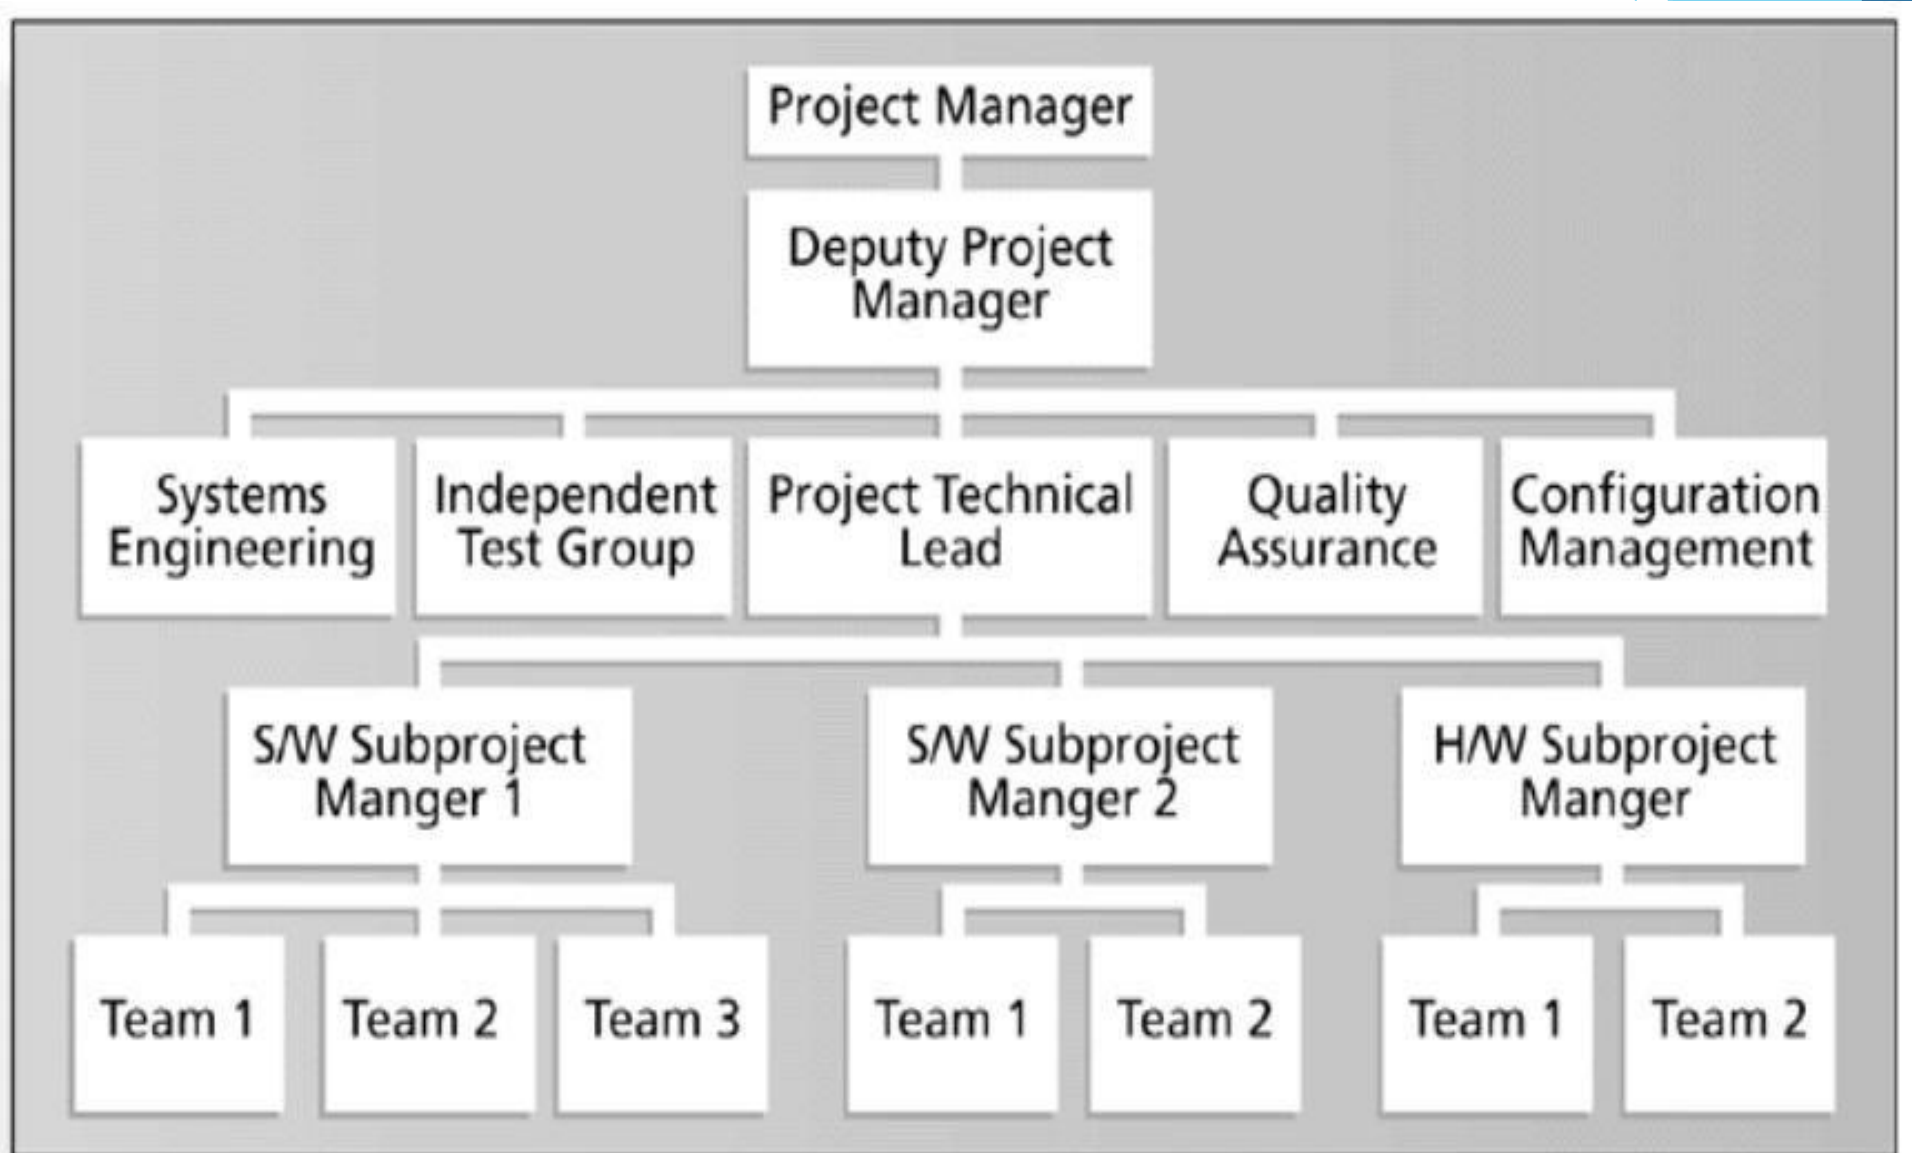 Project Manager
Deputy Project
Manager
Systems
Engineering
Independent
Test Group
Project Technical
Lead
Quality
Assurance
Configuration
Management
S/W Subproject
Manger 1
S/W Subproject
Manger 2
H/W Subproject
Manger
Team 1
Team 2
Team 3
Team 1
Team 2
Team 1
Team 2